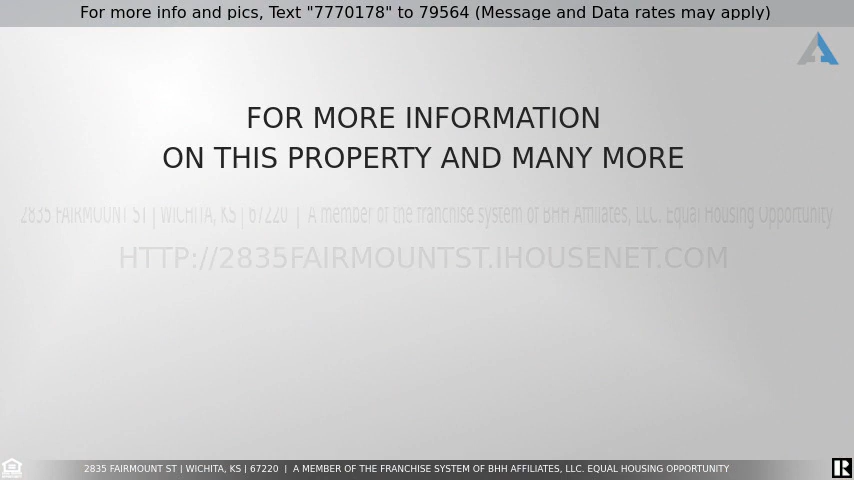 For more info and pics, Text "7770178" to 79564 (Message and Data rates may apply)
FOR MORE INFORMATION
ON THIS PROPERTY AND MANY MORE
2835 FAIRMOUNT ST | WICHITA, KS | 67220 | A member of the franchise system of BHH Affiliates, LLC. Equal Housing Opportunity
HTTP://2835FAIRMOUNTST.IHOUSENET.COM
2835 FAIRMOUNT ST | WICHITA, KS | 67220 | A MEMBER OF THE FRANCHISE SYSTEM OF BHH AFFILIATES, LLC. EQUAL HOUSING OPPORTUNITY